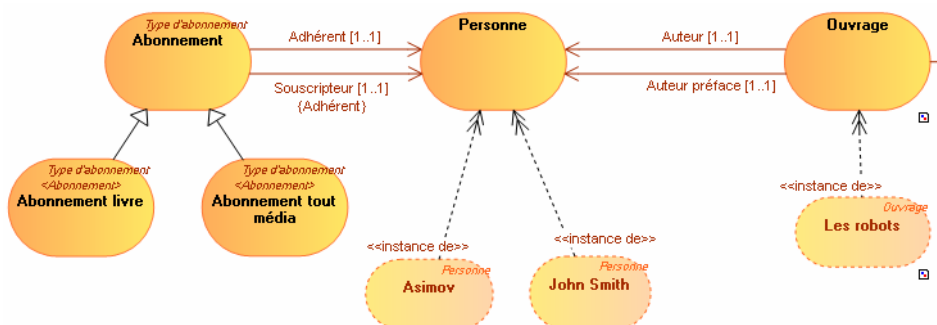 Type d'abonnement
Abonnement
Adhérent [1..1]
Souscripteur [1..1]
{Adhérent}
Personne
Auteur [1..1]
Auteur préface [1..1]
Ouvrage
Type d'abonnement
<Abonnement>
Abonnement livre
Type d'abonnement
<Abonnement>
Abonnement tout
média
<<instance de>>
<<instance de>>
<<instance de>>
Personne
Asimov
Personne
John Smith
Ouvrage
Les robots